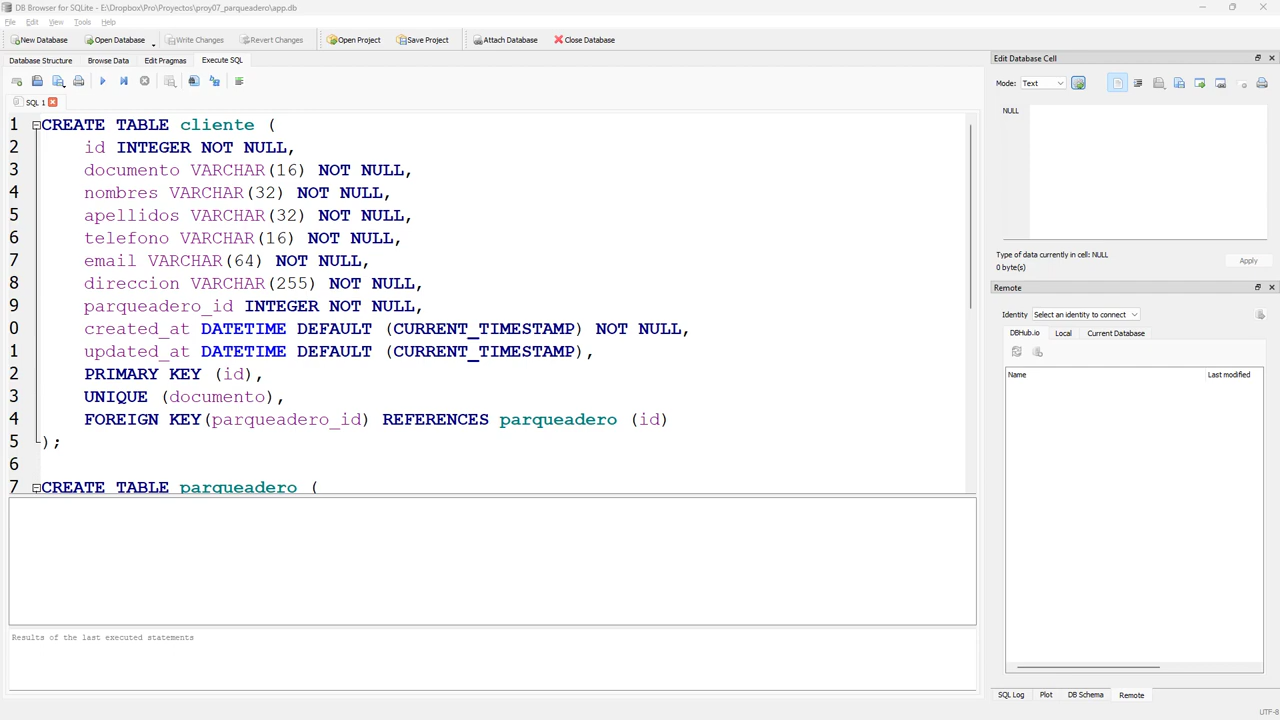 DB Browser for SQLite - E:\Dropbox\Pro\Proyectos\proy07_parqueadero\app.db
File Edit View Tools Help
New Database Open Database Write Changes Revert Changes Open Project Save Project Attach Database Close Database
Database Structure Browse Data Edit Pragmas Execute SQL
SQL 1
1 CREATE TABLE cliente (
2 id INTEGER NOT NULL,
3 documento VARCHAR(16) NOT NULL,
4 nombres VARCHAR(32) NOT NULL,
5 apellidos VARCHAR(32) NOT NULL,
6 telefono VARCHAR(16) NOT NULL,
7 email VARCHAR(64) NOT NULL,
8 direccion VARCHAR(255) NOT NULL,
9 parqueadero_id INTEGER NOT NULL,
0 created_at DATETIME DEFAULT (CURRENT_TIMESTAMP) NOT NULL,
1 updated_at DATETIME DEFAULT (CURRENT_TIMESTAMP),
2 PRIMARY KEY (id),
3 UNIQUE (documento),
4 FOREIGN KEY(parqueadero_id) REFERENCES parqueadero (id)
5 );
6
7 CREATE TABLE parqueadero (
Results of the last executed statements
Edit Database Cell
Mode: Text
NULL
Type of data currently in cell: NULL
0 byte(s)
Apply
Remote
Identity Select an identity to connect
DBHub.io Local Current Database
Name Last modified
SQL Log Plot DB Schema Remote
UTF-8